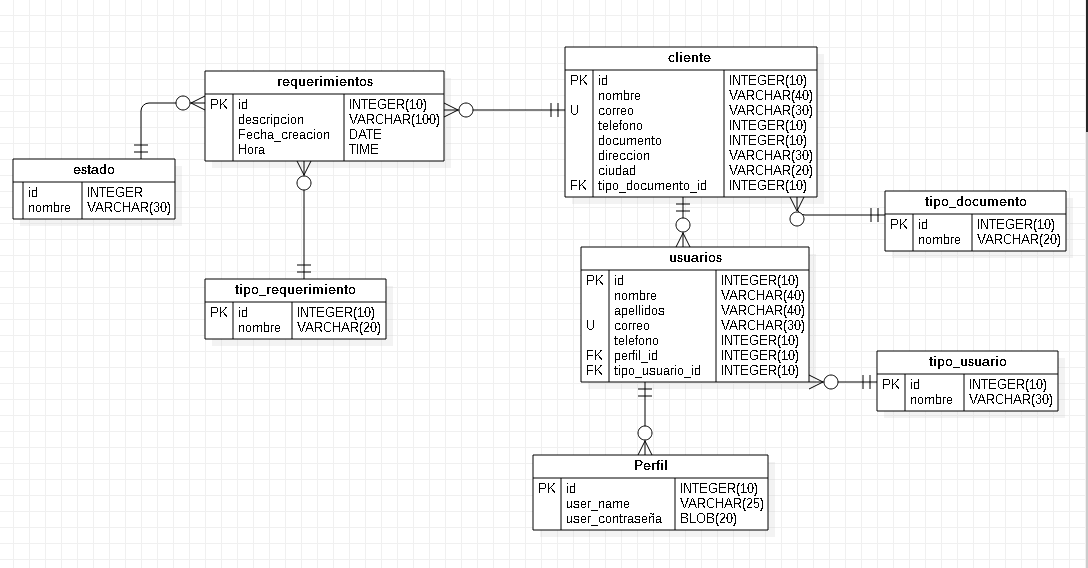 requerimientos
PK id INTEGER(10)
descripcion VARCHAR(100)
Fecha_creacion DATE
Hora TIME
cliente
PK id INTEGER(10)
nombre VARCHAR(40)
U correo VARCHAR(30)
telefono INTEGER(10)
documento INTEGER(10)
direccion VARCHAR(30)
ciudad VARCHAR(20)
FK tipo_documento_id INTEGER(10)
estado
id INTEGER
nombre VARCHAR(30)
tipo_documento
PK id INTEGER(10)
nombre VARCHAR(20)
tipo_requerimiento
PK id INTEGER(10)
nombre VARCHAR(20)
usuarios
PK id INTEGER(10)
nombre VARCHAR(40)
apellidos VARCHAR(40)
U correo VARCHAR(30)
telefono INTEGER(10)
FK perfil_id INTEGER(10)
FK tipo_usuario_id INTEGER(10)
tipo_usuario
PK id INTEGER(10)
nombre VARCHAR(30)
Perfil
PK id INTEGER(10)
user_name VARCHAR(25)
user_contraseña BLOB(20)